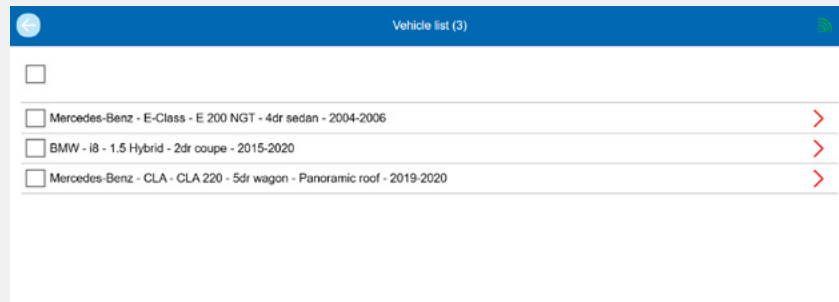 Vehicle list (3)
Mercedes-Benz - E-Class - E 200 NGT - 4dr sedan - 2004-2006
BMW - i8 - 1.5 Hybrid - 2dr coupe - 2015-2020
Mercedes-Benz - CLA - CLA 220 - 5dr wagon - Panoramic roof - 2019-2020